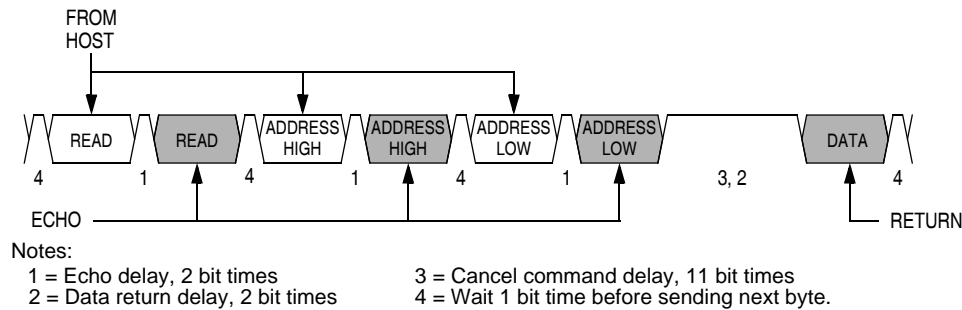 FROM
HOST
READ READ ADDRESS HIGH ADDRESS HIGH ADDRESS LOW ADDRESS LOW DATA
4 1 4 1 4 1 3, 2 4
ECHO RETURN
Notes:
1 = Echo delay, 2 bit times 3 = Cancel command delay, 11 bit times
2 = Data return delay, 2 bit times 4 = Wait 1 bit time before sending next byte.